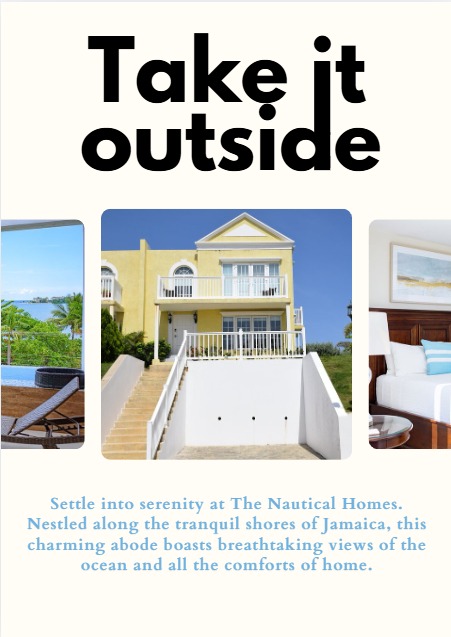 Take it
outside
Settle into serenity at The Nautical Homes.
Nestled along the tranquil shores of Jamaica, this
charming abode boasts breathtaking views of the
ocean and all the comforts of home.